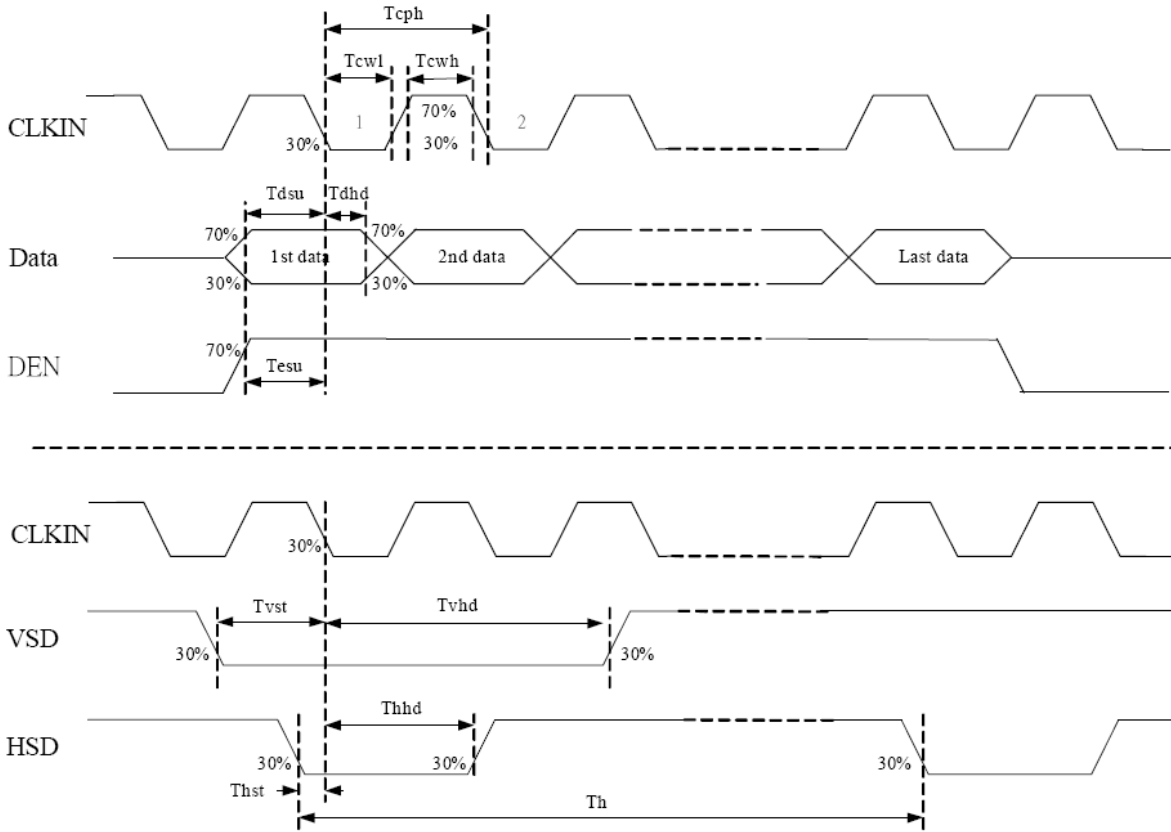 Tcph
Tcwl Tcwh
CLKIN 30% 1 70% 30% 2
Tdsu Tdhd
70% 70%
Data 1st data 2nd data Last data
30% 30%
70%
DEN Tesu
CLKIN 30%
Tvst Tvhd
VSD 30% 30%
Thhd
HSD 30% 30% 30%
Thst
Th